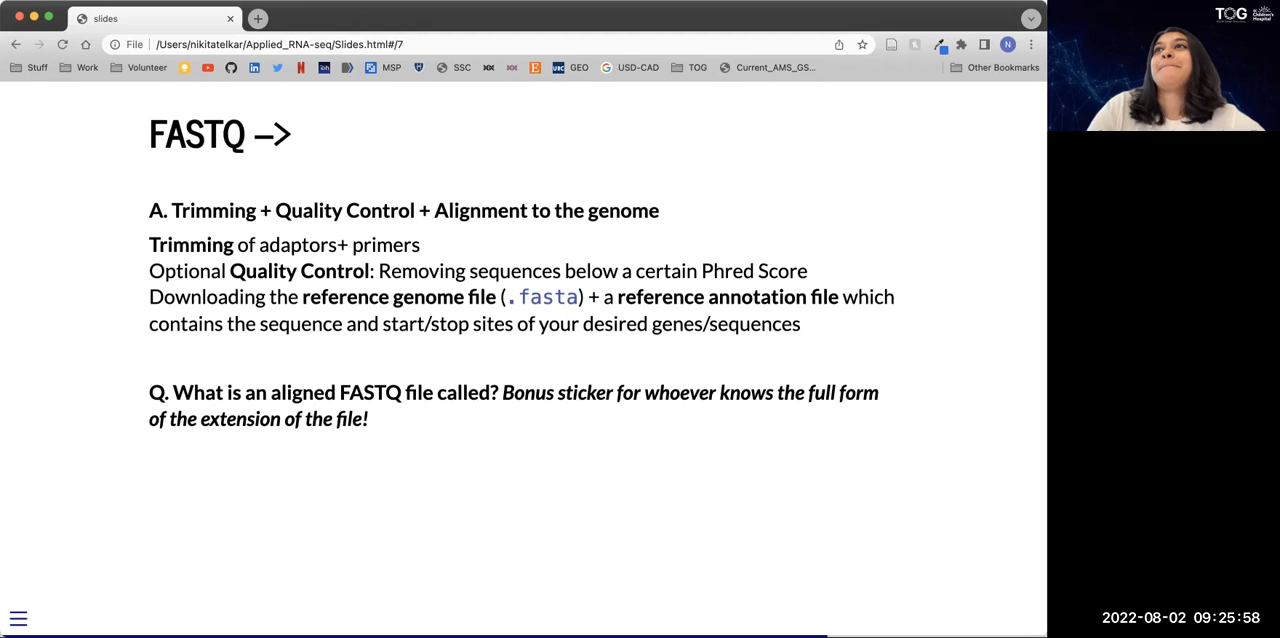 slides
File | /Users/nikitatelkar/Applied_RNA-seq/Slides.html#/7
N
Stuff Work Volunteer MSP SSC GEO USD-CAD TOG Current_AMS_GS... Other Bookmarks
FASTQ –>
A. Trimming + Quality Control + Alignment to the genome
Trimming of adaptors+ primers
Optional Quality Control: Removing sequences below a certain Phred Score
Downloading the reference genome file (.fasta) + a reference annotation file which
contains the sequence and start/stop sites of your desired genes/sequences
Q. What is an aligned FASTQ file called? Bonus sticker for whoever knows the full form
of the extension of the file!
TOG
BC Children's
Hospital
2022-08-02 09:25:58